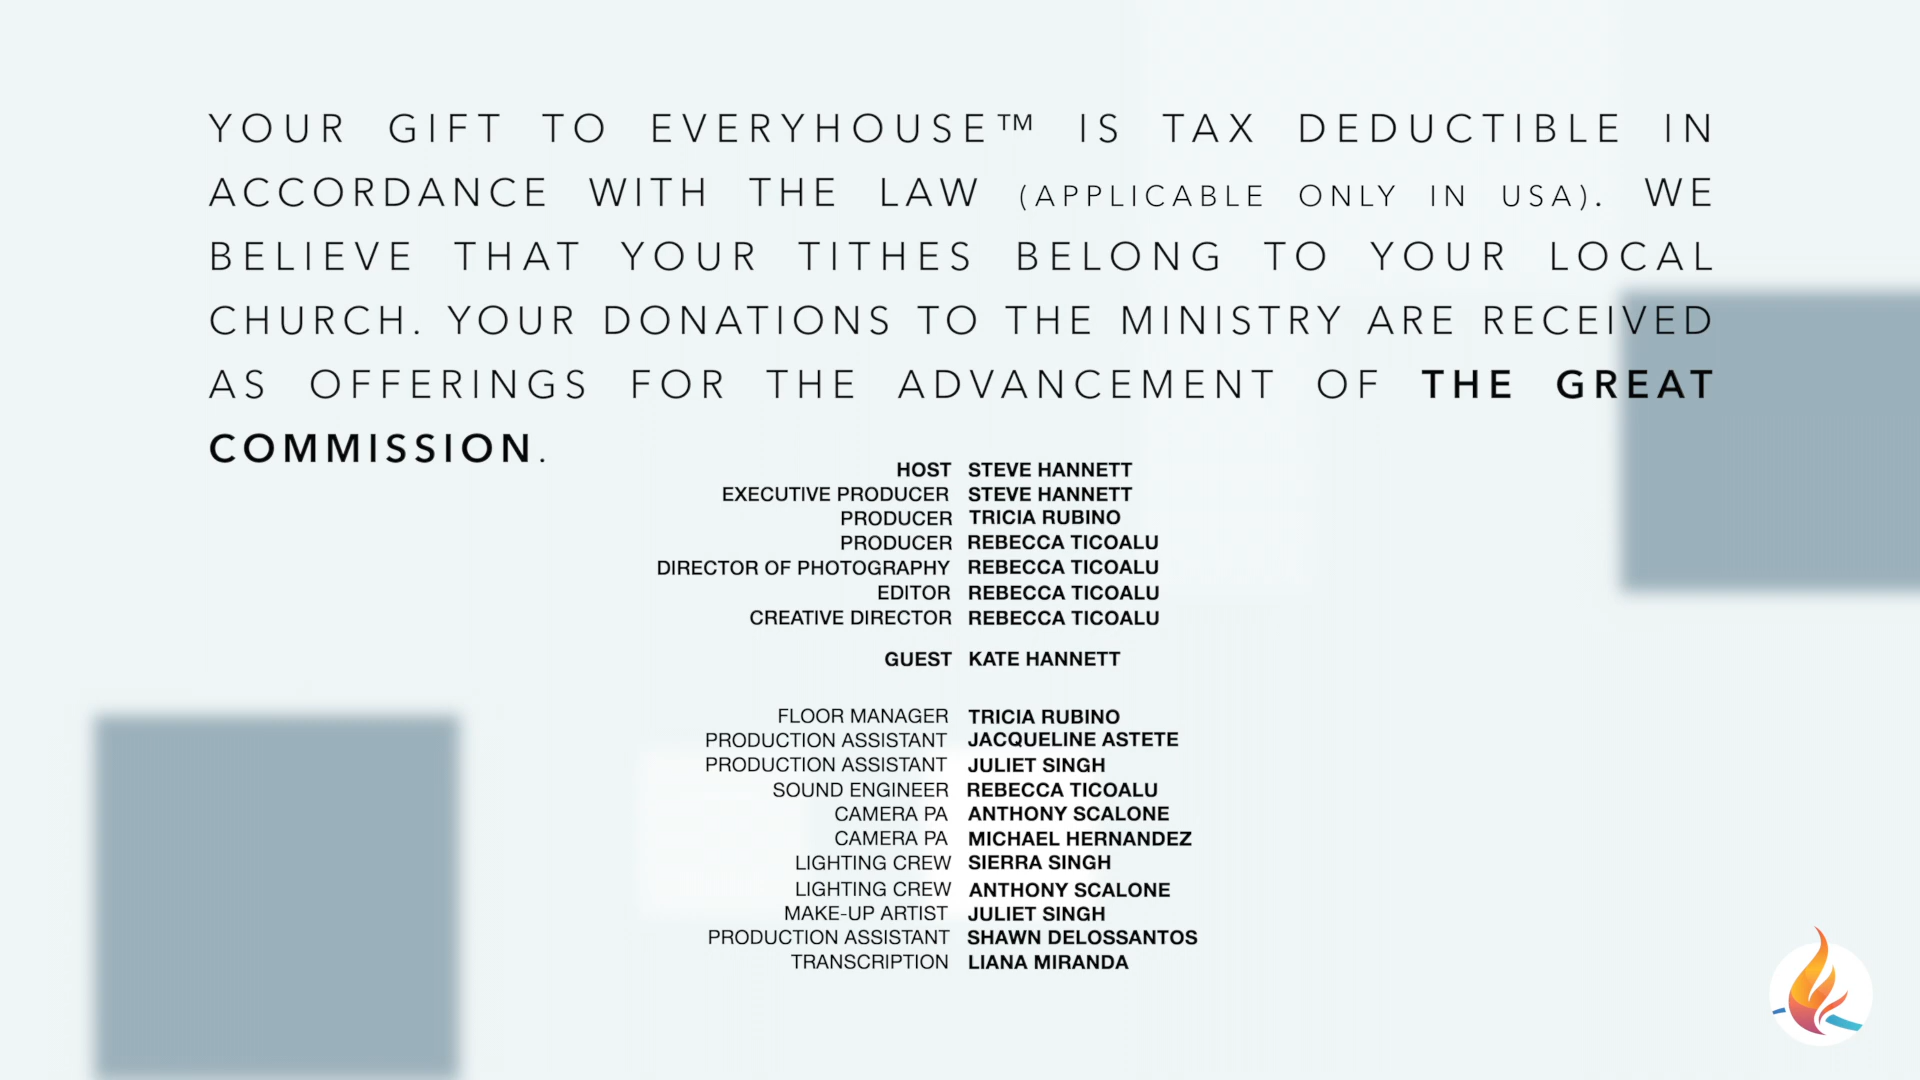 YOUR GIFT TO EVERYHOUSE™ IS TAX DEDUCTIBLE IN
ACCORDANCE WITH THE LAW (APPLICABLE ONLY IN USA). WE
BELIEVE THAT YOUR TITHES BELONG TO YOUR LOCAL
CHURCH. YOUR DONATIONS TO THE MINISTRY ARE RECEIVED
AS OFFERINGS FOR THE ADVANCEMENT OF THE GREAT
COMMISSION.
HOST STEVE HANNETT
EXECUTIVE PRODUCER STEVE HANNETT
PRODUCER TRICIA RUBINO
PRODUCER REBECCA TICOALU
DIRECTOR OF PHOTOGRAPHY REBECCA TICOALU
EDITOR REBECCA TICOALU
CREATIVE DIRECTOR REBECCA TICOALU
GUEST KATE HANNETT
FLOOR MANAGER TRICIA RUBINO
PRODUCTION ASSISTANT JACQUELINE ASTETE
PRODUCTION ASSISTANT JULIET SINGH
SOUND ENGINEER REBECCA TICOALU
CAMERA PA ANTHONY SCALONE
CAMERA PA MICHAEL HERNANDEZ
LIGHTING CREW SIERRA SINGH
LIGHTING CREW ANTHONY SCALONE
MAKE-UP ARTIST JULIET SINGH
PRODUCTION ASSISTANT SHAWN DELOSSANTOS
TRANSCRIPTION LIANA MIRANDA